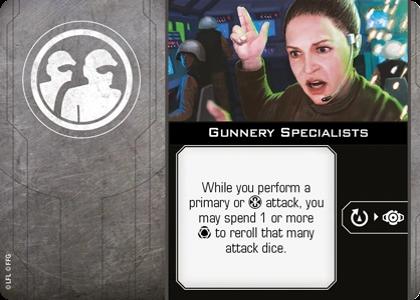 GUNNERY SPECIALISTS
While you perform a
primary or attack, you
may spend 1 or more
to reroll that many
attack dice.
© LFL © FFG